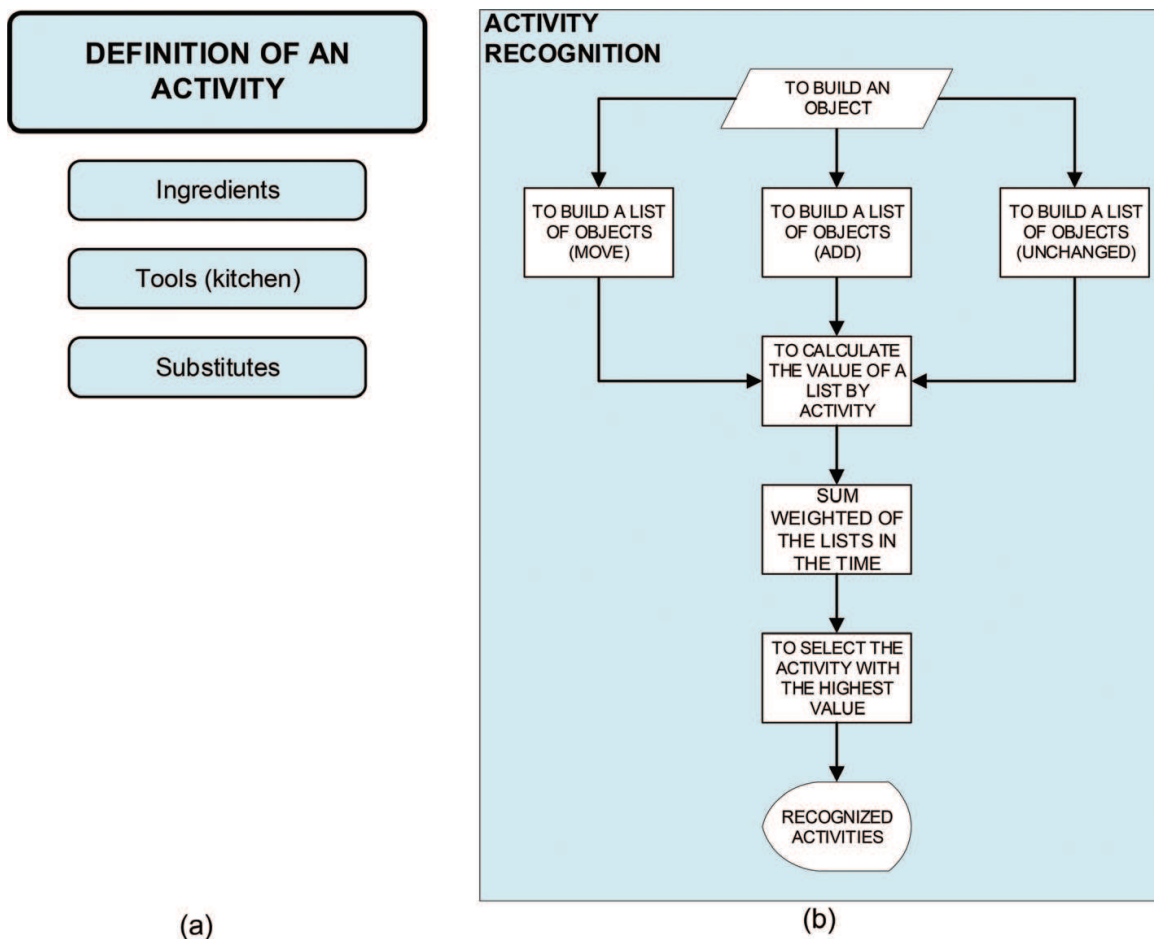 DEFINITION OF AN
ACTIVITY
Ingredients
Tools (kitchen)
Substitutes
(a)
ACTIVITY
RECOGNITION
TO BUILD AN
OBJECT
TO BUILD A LIST
OF OBJECTS
(MOVE)
TO BUILD A LIST
OF OBJECTS
(ADD)
TO BUILD A LIST
OF OBJECTS
(UNCHANGED)
TO CALCULATE
THE VALUE OF A
LIST BY
ACTIVITY
SUM
WEIGHTED OF
THE LISTS IN
THE TIME
TO SELECT THE
ACTIVITY WITH
THE HIGHEST
VALUE
RECOGNIZED
ACTIVITIES
(b)